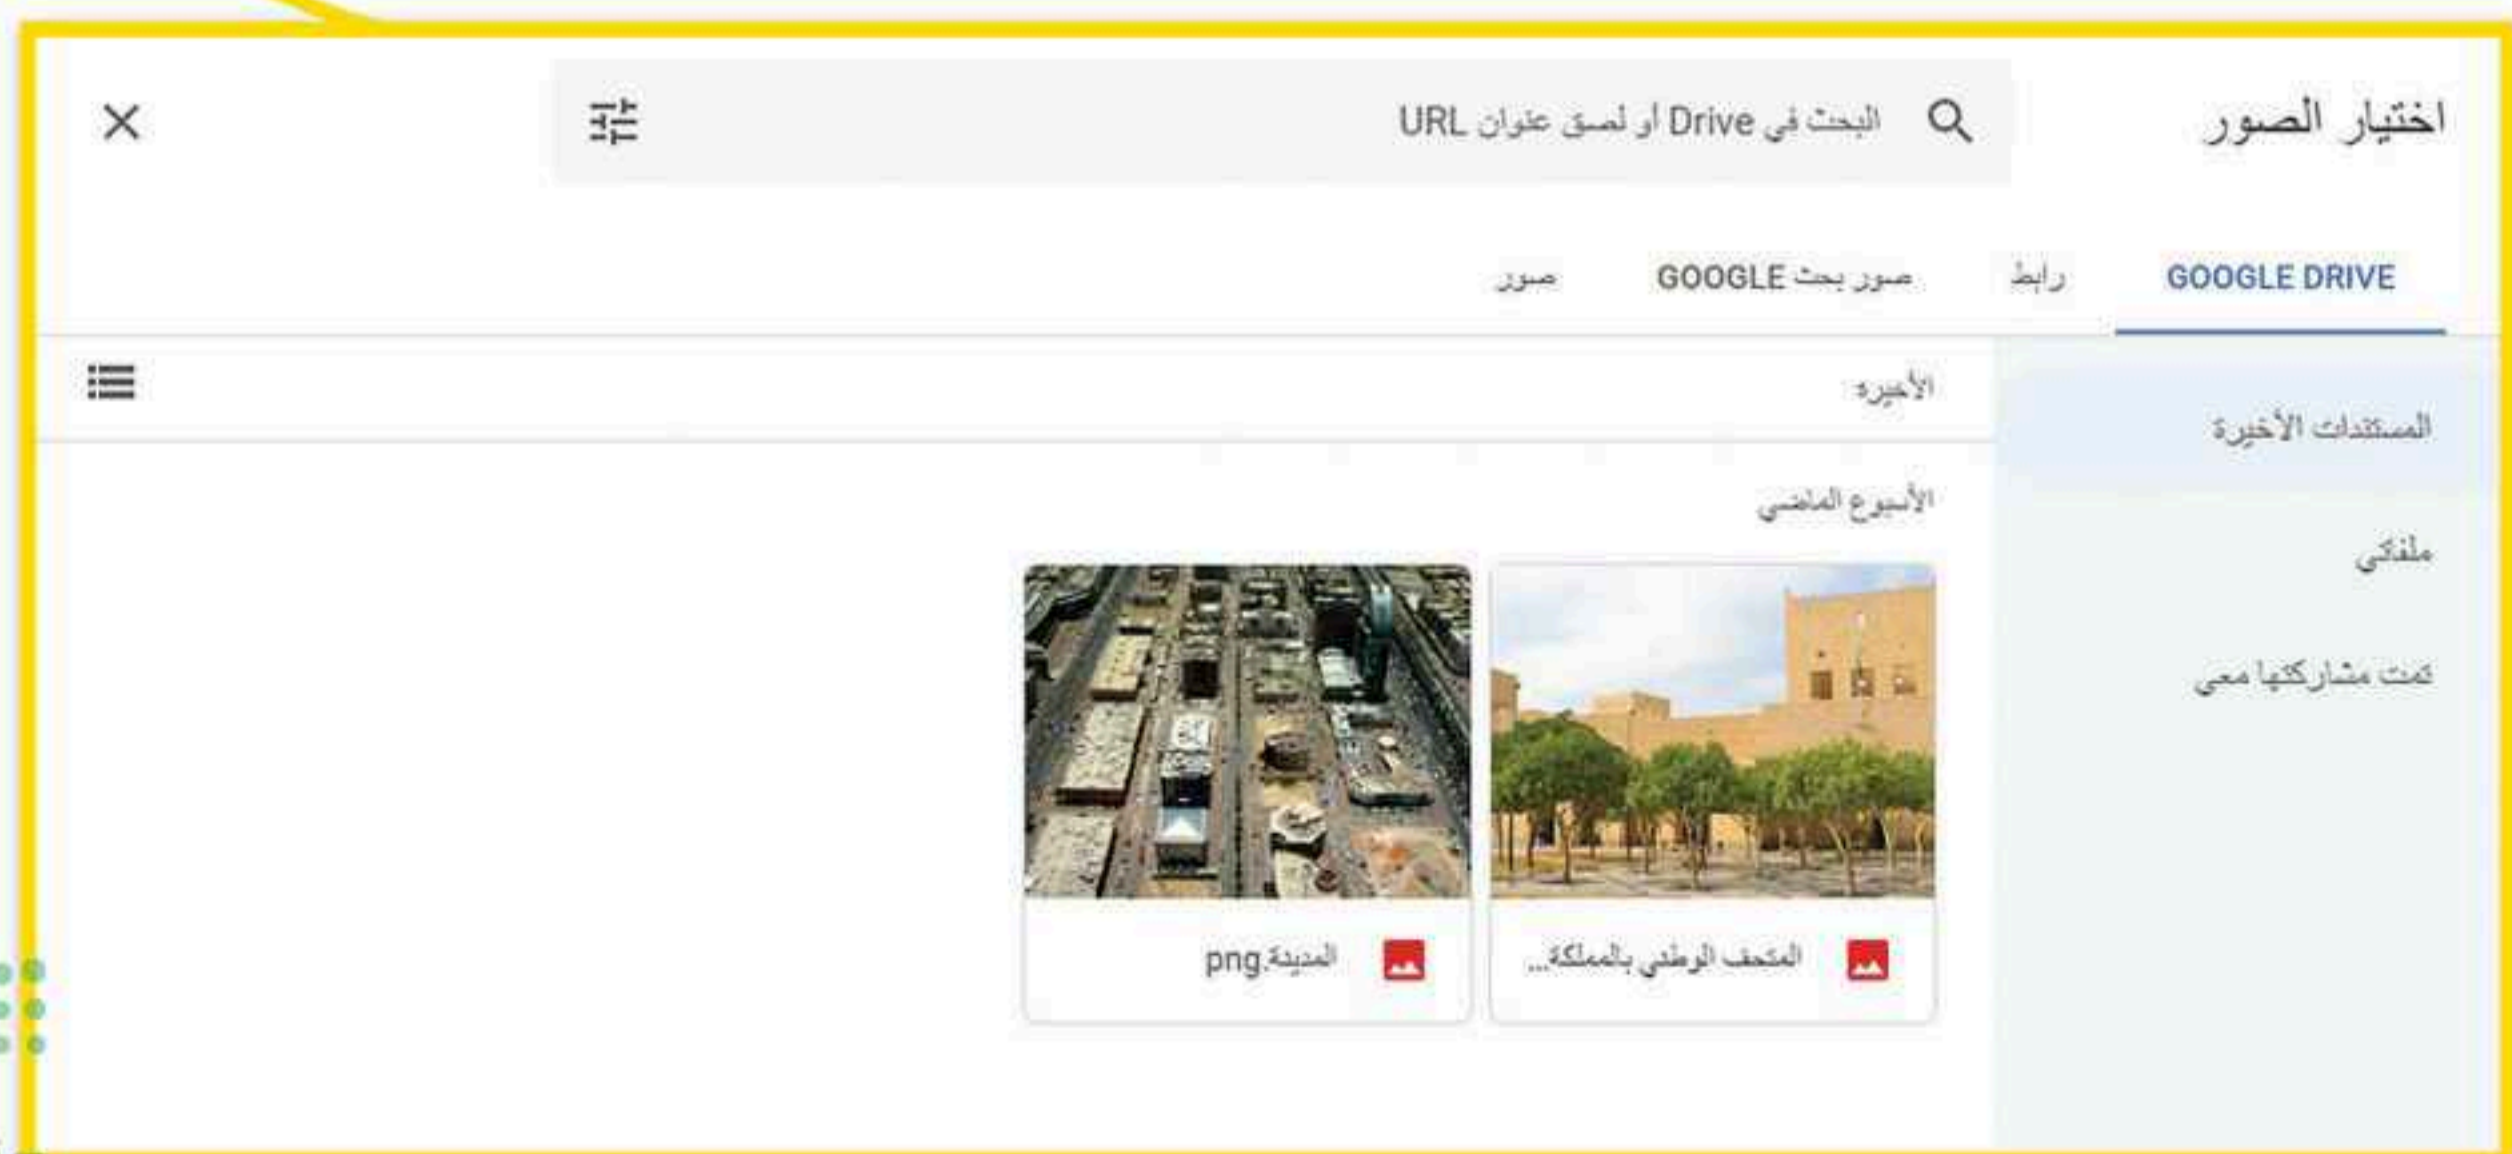 اختيار الصور
البحث في Drive أو لصق عنوان URL
GOOGLE DRIVE رابط صور بحث GOOGLE صور
المستندات الأخيرة
ملفاتي
تمت مشاركتها معي
الأخيرة
الأسبوع الماضي
المتحف الوطني بالمملكة...
المدينة.png